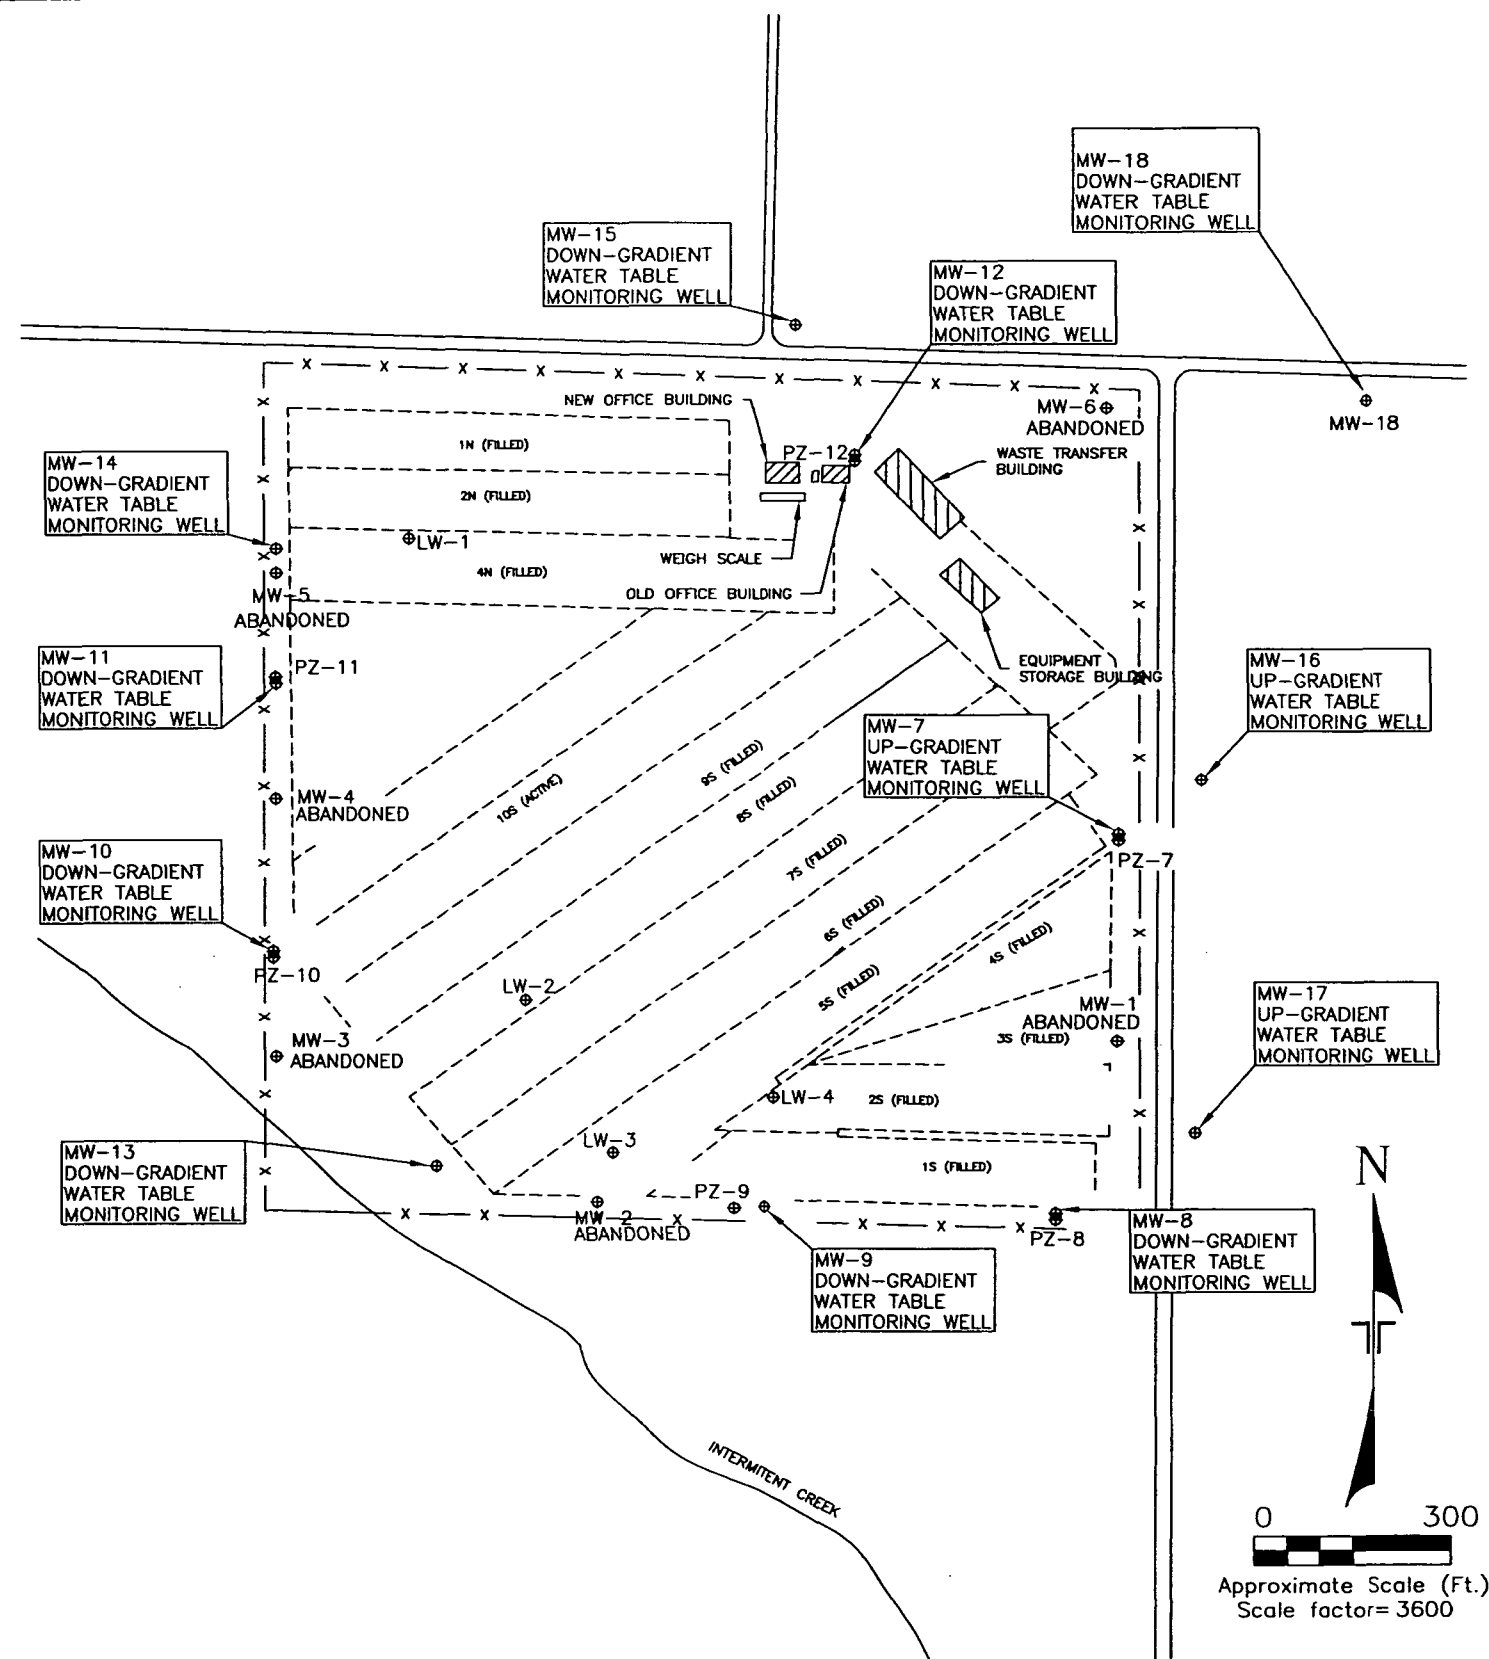 MW-18
DOWN-GRADIENT
WATER TABLE
MONITORING WELL
MW-15
DOWN-GRADIENT
WATER TABLE
MONITORING WELL
MW-12
DOWN-GRADIENT
WATER TABLE
MONITORING WELL
NEW OFFICE BUILDING
MW-6
ABANDONED
MW-18
1N (FILLED)
PZ-12
WASTE TRANSFER
BUILDING
MW-14
DOWN-GRADIENT
WATER TABLE
MONITORING WELL
2N (FILLED)
LW-1
WEIGH SCALE
4N (FILLED)
OLD OFFICE BUILDING
MW-5
ABANDONED
MW-11
DOWN-GRADIENT
WATER TABLE
MONITORING WELL
PZ-11
EQUIPMENT
STORAGE BUILDING
MW-16
UP-GRADIENT
WATER TABLE
MONITORING WELL
MW-7
UP-GRADIENT
WATER TABLE
MONITORING WELL
10S (ACTIVE)
9S (FILLED)
8S (FILLED)
7S (FILLED)
6S (FILLED)
5S (FILLED)
4S (FILLED)
MW-4
ABANDONED
PZ-7
MW-10
DOWN-GRADIENT
WATER TABLE
MONITORING WELL
PZ-10
LW-2
MW-1
ABANDONED
3S (FILLED)
MW-17
UP-GRADIENT
WATER TABLE
MONITORING WELL
MW-3
ABANDONED
LW-4
2S (FILLED)
MW-13
DOWN-GRADIENT
WATER TABLE
MONITORING WELL
LW-3
1S (FILLED)
PZ-9
MW-2
ABANDONED
PZ-8
MW-8
DOWN-GRADIENT
WATER TABLE
MONITORING WELL
MW-9
DOWN-GRADIENT
WATER TABLE
MONITORING WELL
N
INTERMITENT CREEK
0 300
Approximate Scale (Ft.)
Scale factor= 3600